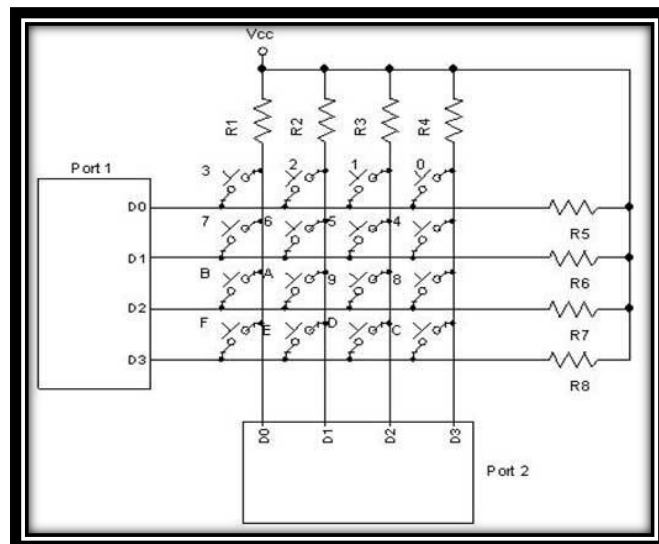 Vcc
R1 R2 R3 R4
Port 1
3 2 1 0
D0
R5
7 6 5 4
D1
R6
B A 9 8
D2
R7
F E D C
D3
R8
D0 D1 D2 D3
Port 2